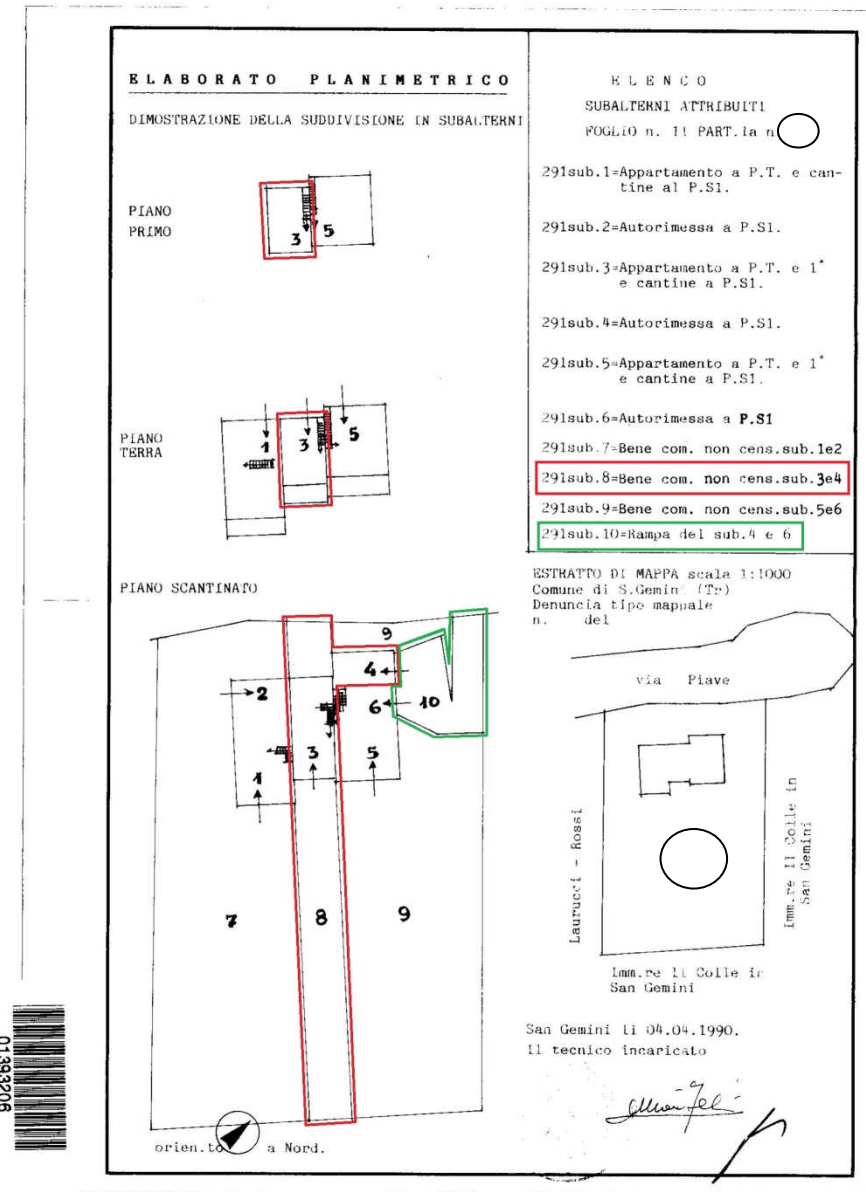 ELABORATO PLANIMETRICO
DIMOSTRAZIONE DELLA SUDDIVISIONE IN SUBALTERNI
PIANO
PRIMO
3
5
PIANO
TERRA
1
3
5
PIANO SCANTINATO
9
4
2
6
10
3
5
1
7
8
9
orien.to a Nord.
ELENCO
SUBALTERNI ATTRIBUITI
FOGLIO n. 11 PART.la n
291sub.1=Appartamento a P.T. e can-
tine al P.S1.
291sub.2=Autorimessa a P.S1.
291sub.3=Appartamento a P.T. e 1°
e cantine a P.S1.
291sub.4=Autorimessa a P.S1.
291sub.5=Appartamento a P.T. e 1°
e cantine a P.S1.
291sub.6=Autorimessa a P.S1
291sub.7=Bene com. non cens.sub.1e2
291sub.8=Bene com. non cens.sub.3e4
291sub.9=Bene com. non cens.sub.5e6
291sub.10=Rampa del sub.4 e 6
ESTRATTO DI MAPPA scala 1:1000
Comune di S.Gemini (Tr)
Denuncia tipo mappale
n. del
via Piave
Laurucci - Rossi
Imm.re Il Colle in
San Gemini
Imm.re Il Colle in
San Gemini
San Gemini li 04.04.1990.
il tecnico incaricato
01393206